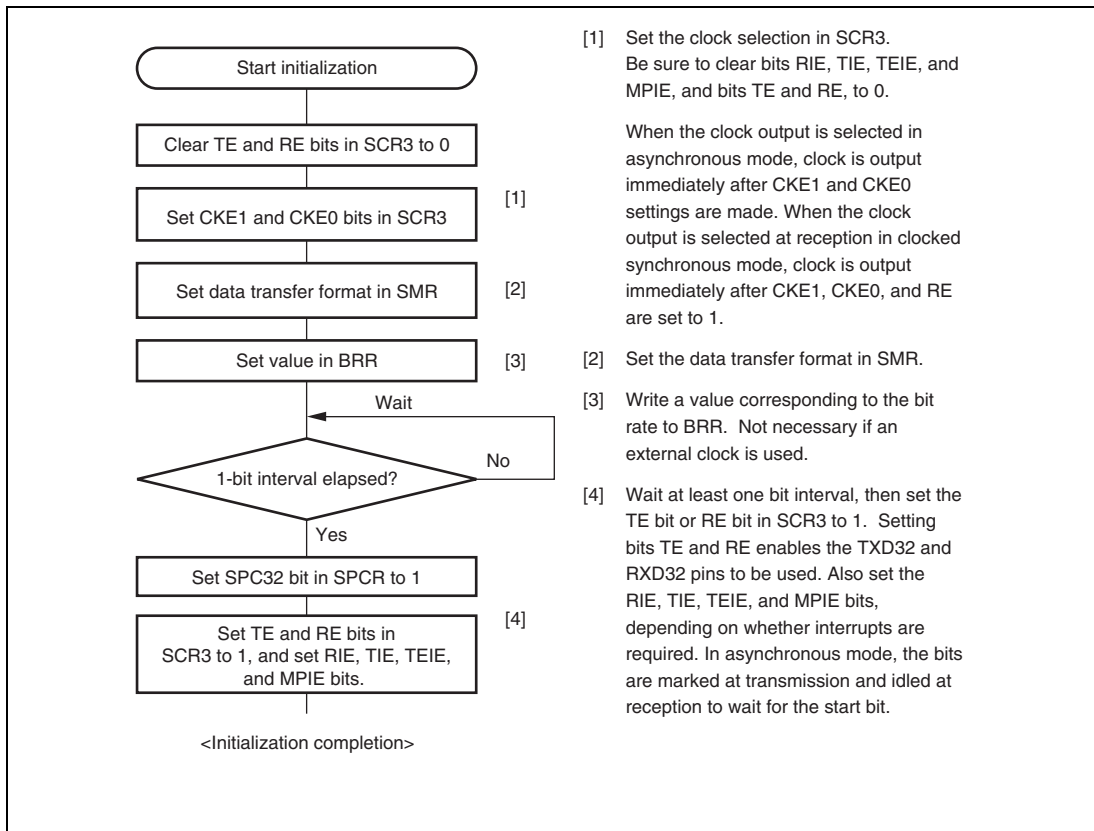 Start initialization
Clear TE and RE bits in SCR3 to 0
Set CKE1 and CKE0 bits in SCR3
[1]
Set data transfer format in SMR
[2]
Set value in BRR
[3]
Wait
1-bit interval elapsed?
No
Yes
Set SPC32 bit in SPCR to 1
Set TE and RE bits in
SCR3 to 1, and set RIE, TIE, TEIE,
and MPIE bits.
[4]
<Initialization completion>
[1] Set the clock selection in SCR3.
Be sure to clear bits RIE, TIE, TEIE, and
MPIE, and bits TE and RE, to 0.
When the clock output is selected in
asynchronous mode, clock is output
immediately after CKE1 and CKE0
settings are made. When the clock
output is selected at reception in clocked
synchronous mode, clock is output
immediately after CKE1, CKE0, and RE
are set to 1.
[2] Set the data transfer format in SMR.
[3] Write a value corresponding to the bit
rate to BRR. Not necessary if an
external clock is used.
[4] Wait at least one bit interval, then set the
TE bit or RE bit in SCR3 to 1. Setting
bits TE and RE enables the TXD32 and
RXD32 pins to be used. Also set the
RIE, TIE, TEIE, and MPIE bits,
depending on whether interrupts are
required. In asynchronous mode, the bits
are marked at transmission and idled at
reception to wait for the start bit.